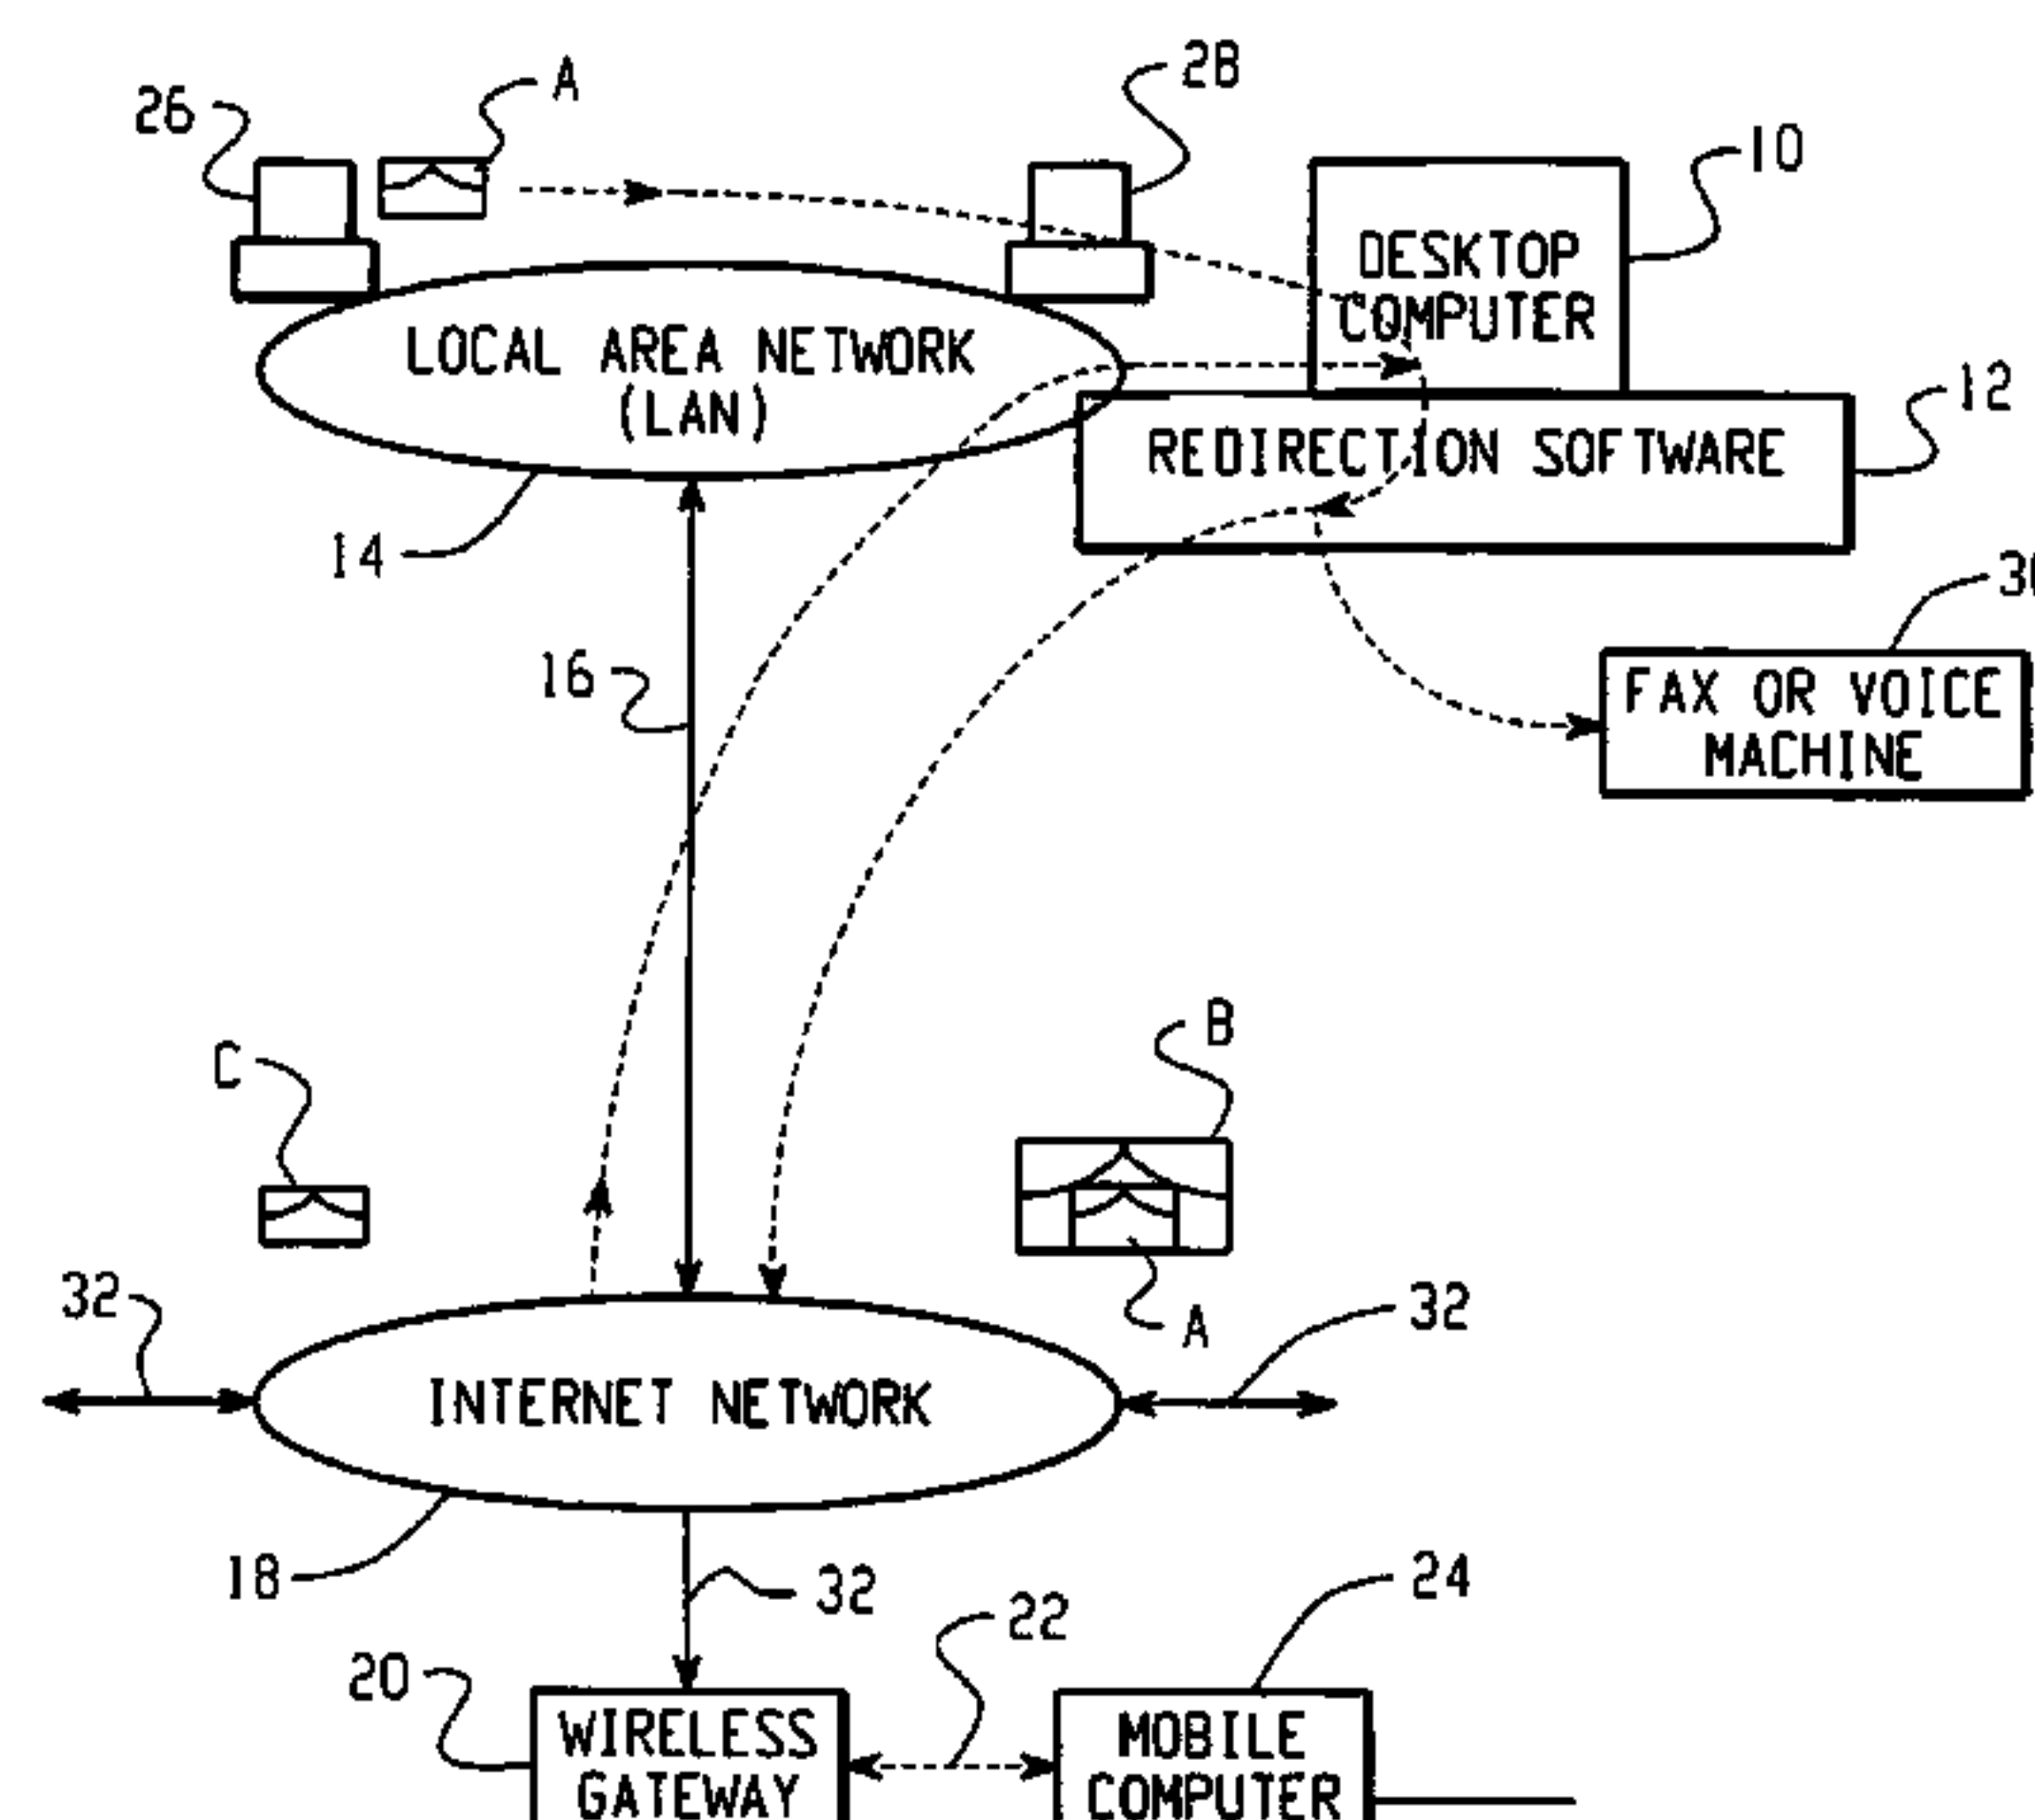 A
28
26
10
DESKTOP
COMPUTER
LOCAL AREA NETWORK
(LAN)
12
REDIRECTION SOFTWARE
14
16
FAX OR VOICE
MACHINE
B
C
32
32
A
INTERNET NETWORK
18
32
24
22
20
WIRELESS
GATEWAY
MOBILE
COMPUTER